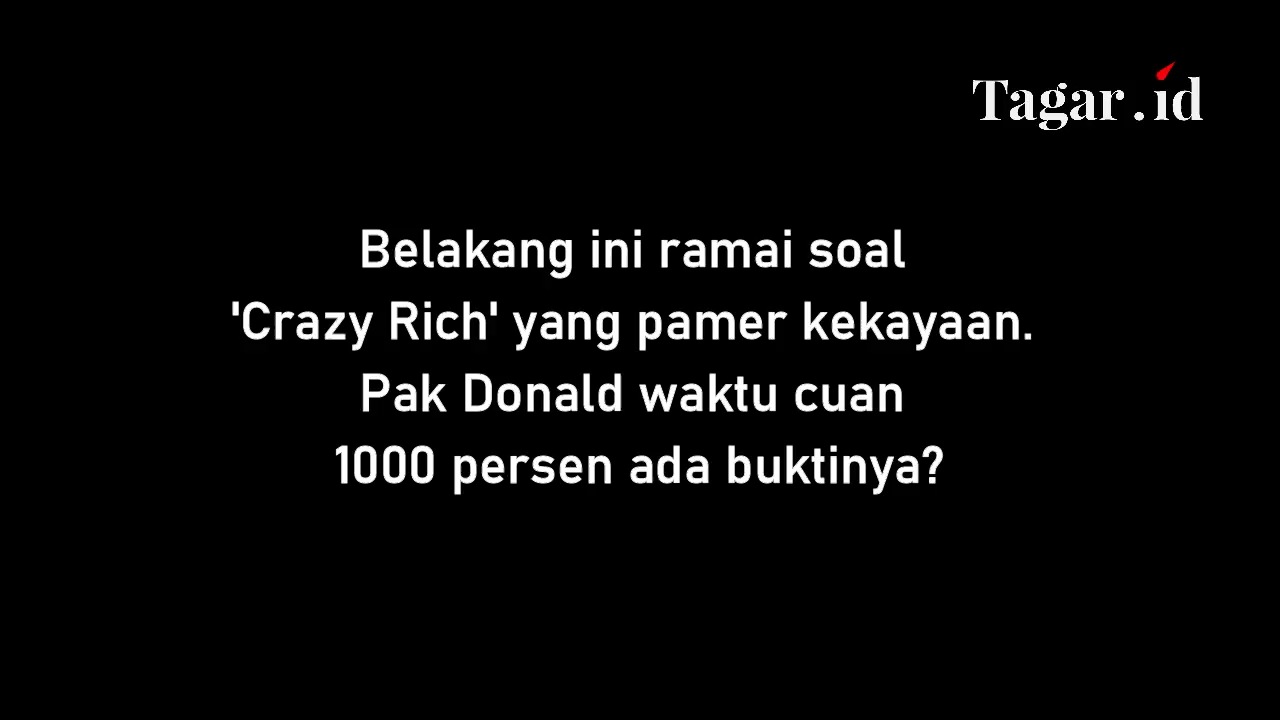 Tagar.id
Belakang ini ramai soal
'Crazy Rich' yang pamer kekayaan.
Pak Donald waktu cuan
1000 persen ada buktinya?